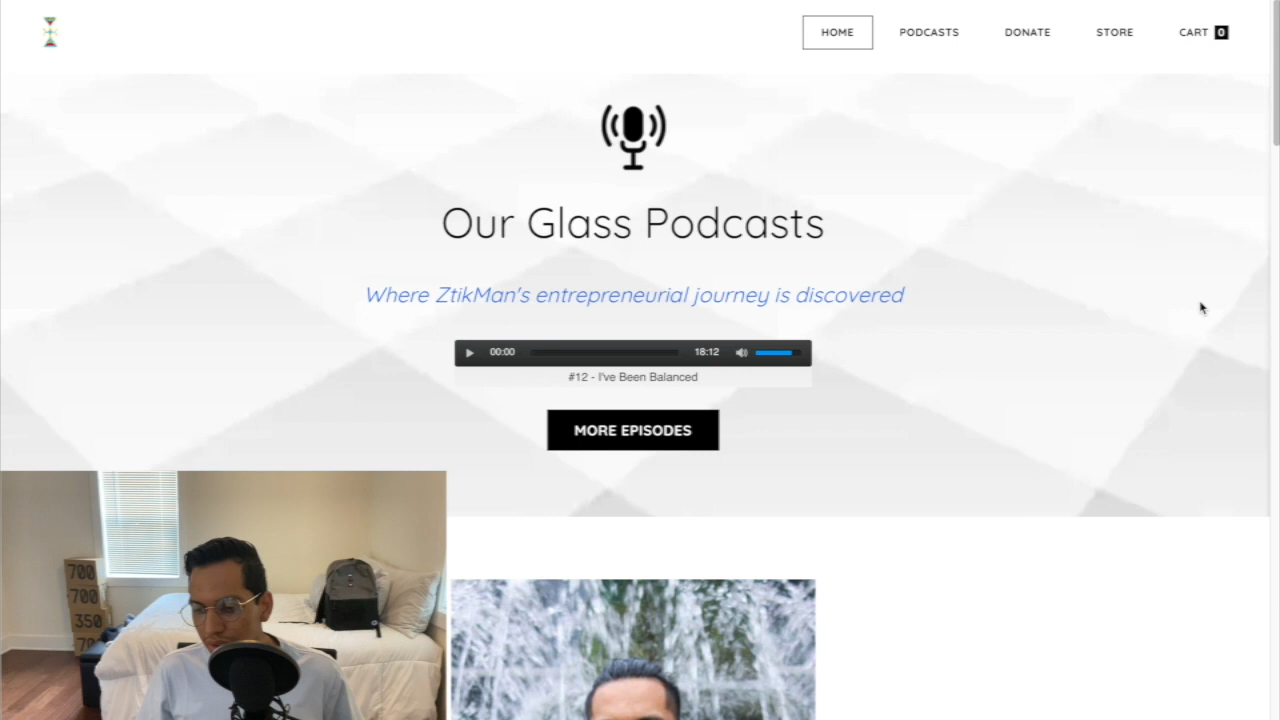 HOME
PODCASTS
DONATE
STORE
CART 0
Our Glass Podcasts
Where ZtikMan's entrepreneurial journey is discovered
00:00
18:12
#12 - I've Been Balanced
MORE EPISODES
700
700
350